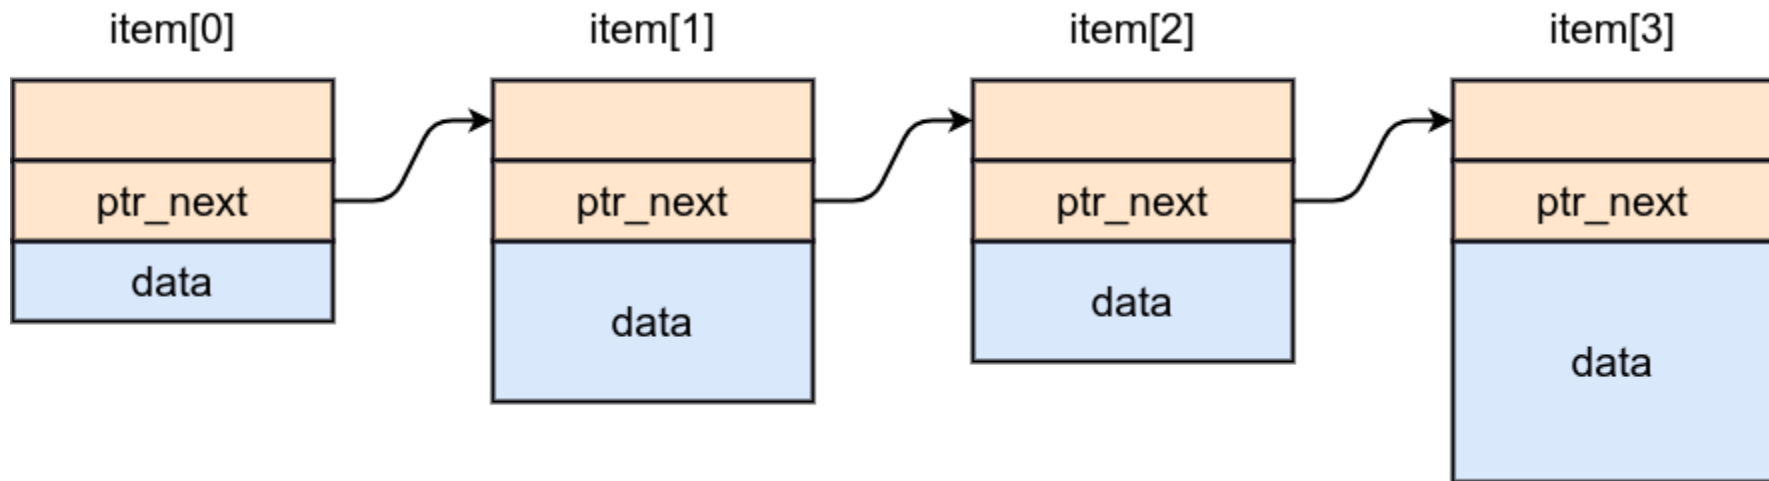 item[0]
item[1]
item[2]
item[3]
ptr_next
ptr_next
ptr_next
ptr_next
data
data
data
data